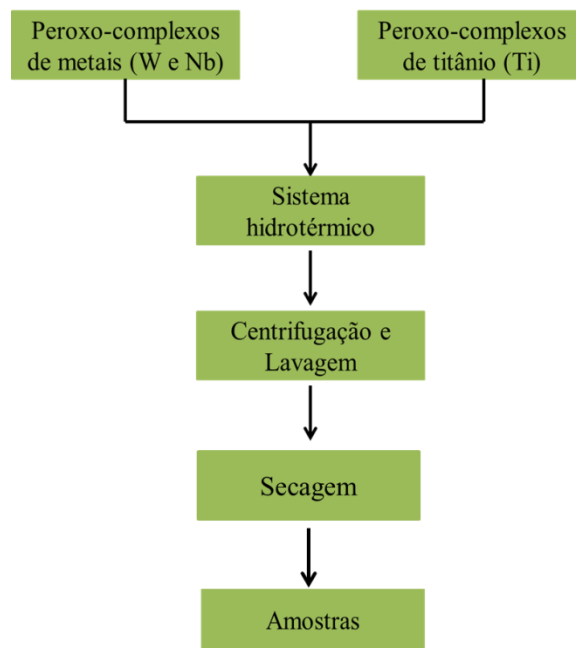 Peroxo-complexos
de metais (W e Nb)
Peroxo-complexos
de titânio (Ti)
Sistema
hidrotérmico
Centrifugação e
Lavagem
Secagem
Amostras